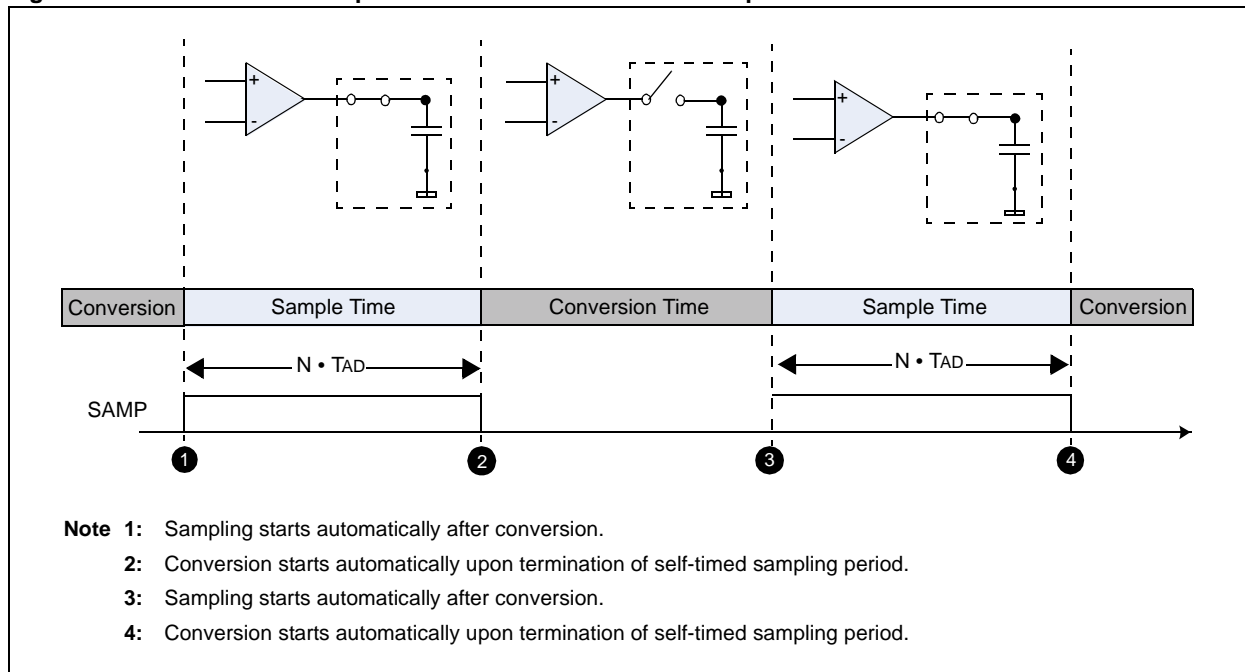 +
-
+
-
+
-
Conversion Sample Time Conversion Time Sample Time Conversion
N • TAD N • TAD
SAMP
1 2 3 4
Note 1: Sampling starts automatically after conversion.
2: Conversion starts automatically upon termination of self-timed sampling period.
3: Sampling starts automatically after conversion.
4: Conversion starts automatically upon termination of self-timed sampling period.